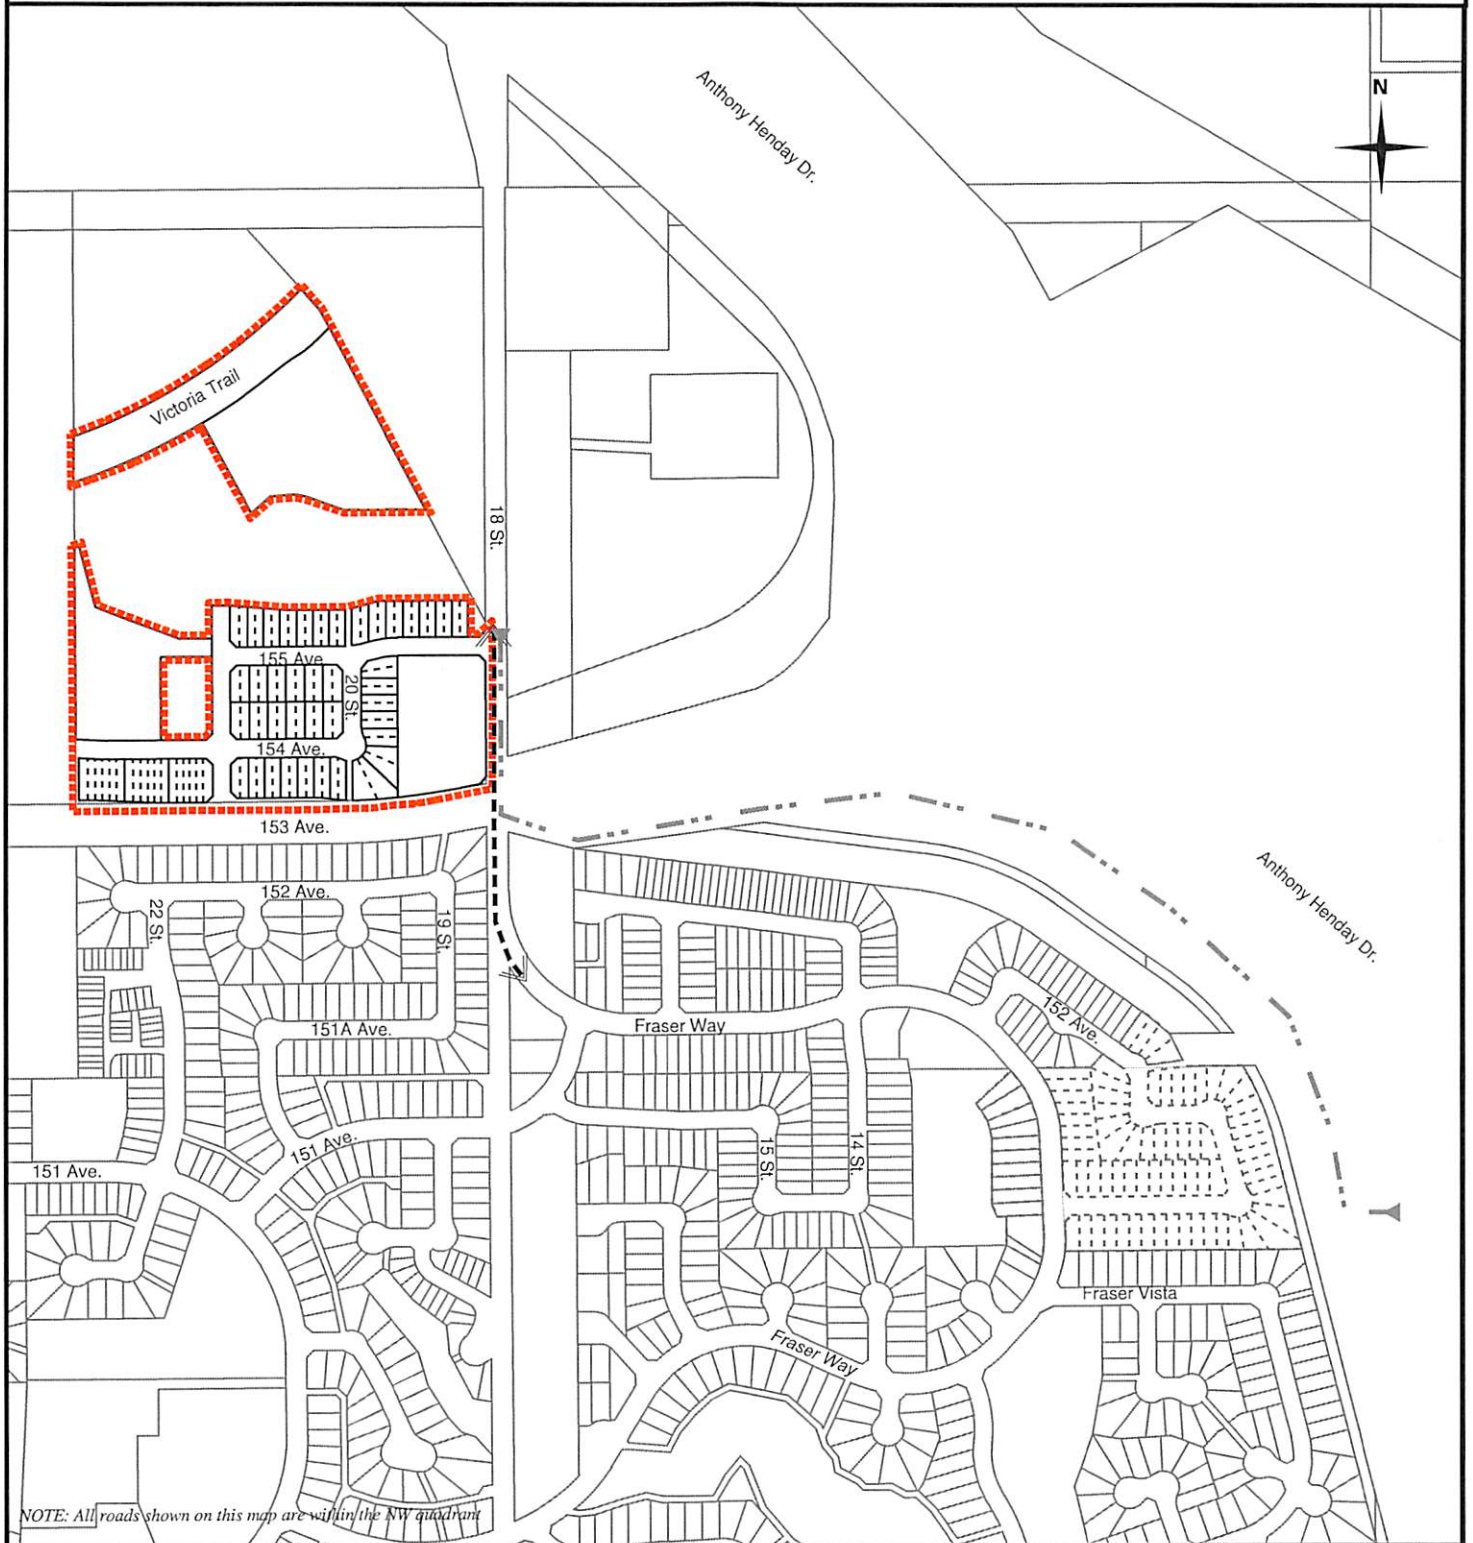 Anthony Henday Dr.
N
Victoria Trail
18 St.
155 Ave.
20 St.
154 Ave.
153 Ave.
152 Ave.
22 St.
19 St.
Anthony Henday Dr.
151A Ave.
Fraser Way
152 Ave.
151 Ave.
151 Ave.
15 St.
14 St.
Fraser Vista
Fraser Way
NOTE: All roads shown on this map are within the NW quadrant